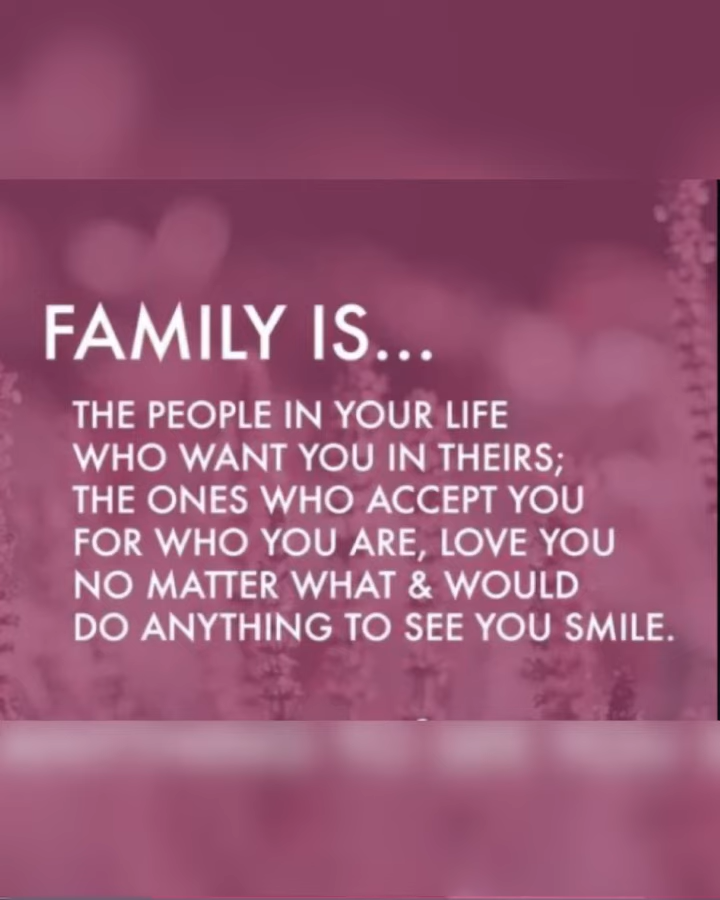 FAMILY IS...
THE PEOPLE IN YOUR LIFE
WHO WANT YOU IN THEIRS;
THE ONES WHO ACCEPT YOU
FOR WHO YOU ARE, LOVE YOU
NO MATTER WHAT & WOULD
DO ANYTHING TO SEE YOU SMILE.